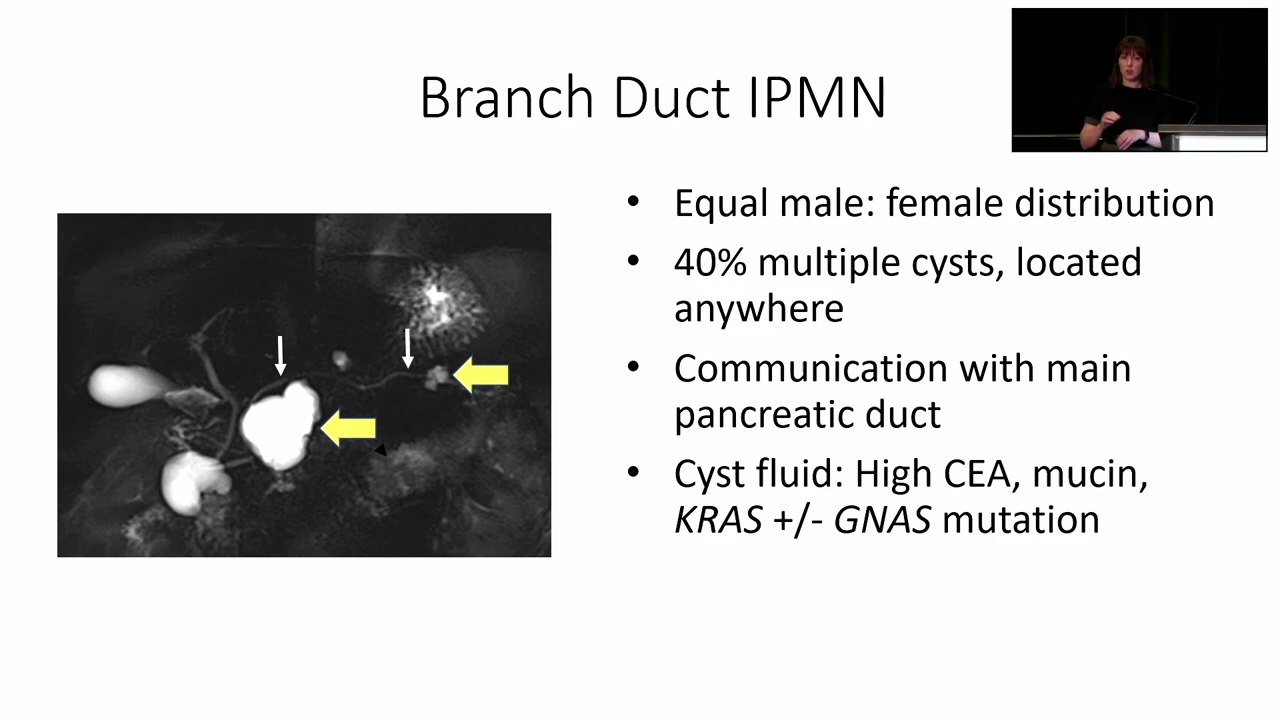 Branch Duct IPMN
• Equal male: female distribution
• 40% multiple cysts, located
anywhere
• Communication with main
pancreatic duct
• Cyst fluid: High CEA, mucin,
KRAS +/- GNAS mutation